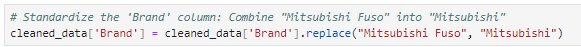 # Standardize the 'Brand' column: Combine "Mitsubishi Fuso" into "Mitsubishi"
cleaned_data['Brand'] = cleaned_data['Brand'].replace("Mitsubishi Fuso", "Mitsubishi")